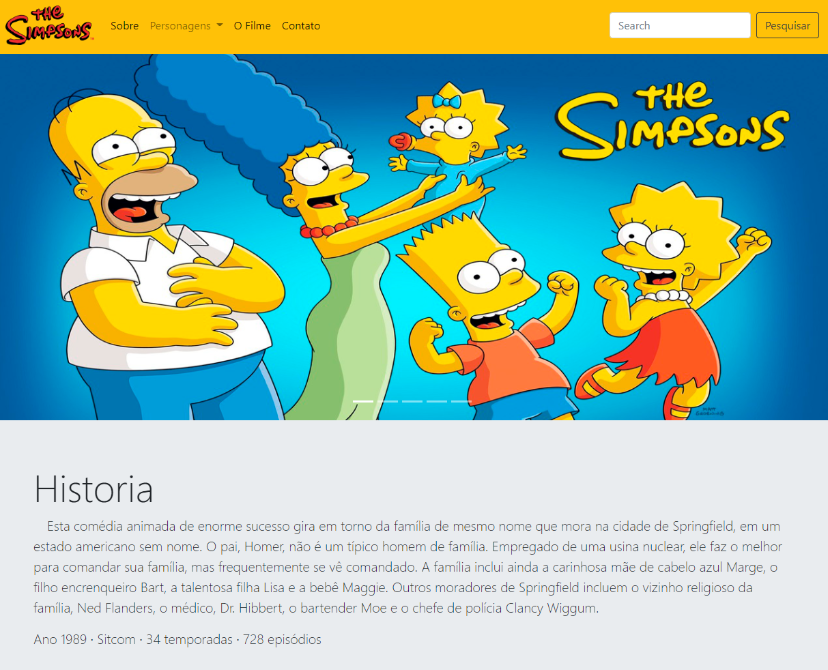 THE
SIMPSONS
Sobre Personagens O Filme Contato Search Pesquisar
THE
SIMPSONS
Historia
Esta comédia animada de enorme sucesso gira em torno da família de mesmo nome que mora na cidade de Springfield, em um
estado americano sem nome. O pai, Homer, não é um típico homem de família. Empregado de uma usina nuclear, ele faz o melhor
para comandar sua família, mas frequentemente se vê comandado. A família inclui ainda a carinhosa mãe de cabelo azul Marge, o
filho encrenqueiro Bart, a talentosa filha Lisa e a bebê Maggie. Outros moradores de Springfield incluem o vizinho religioso da
família, Ned Flanders, o médico, Dr. Hibbert, o bartender Moe e o chefe de polícia Clancy Wiggum.
Ano 1989 · Sitcom · 34 temporadas · 728 episódios